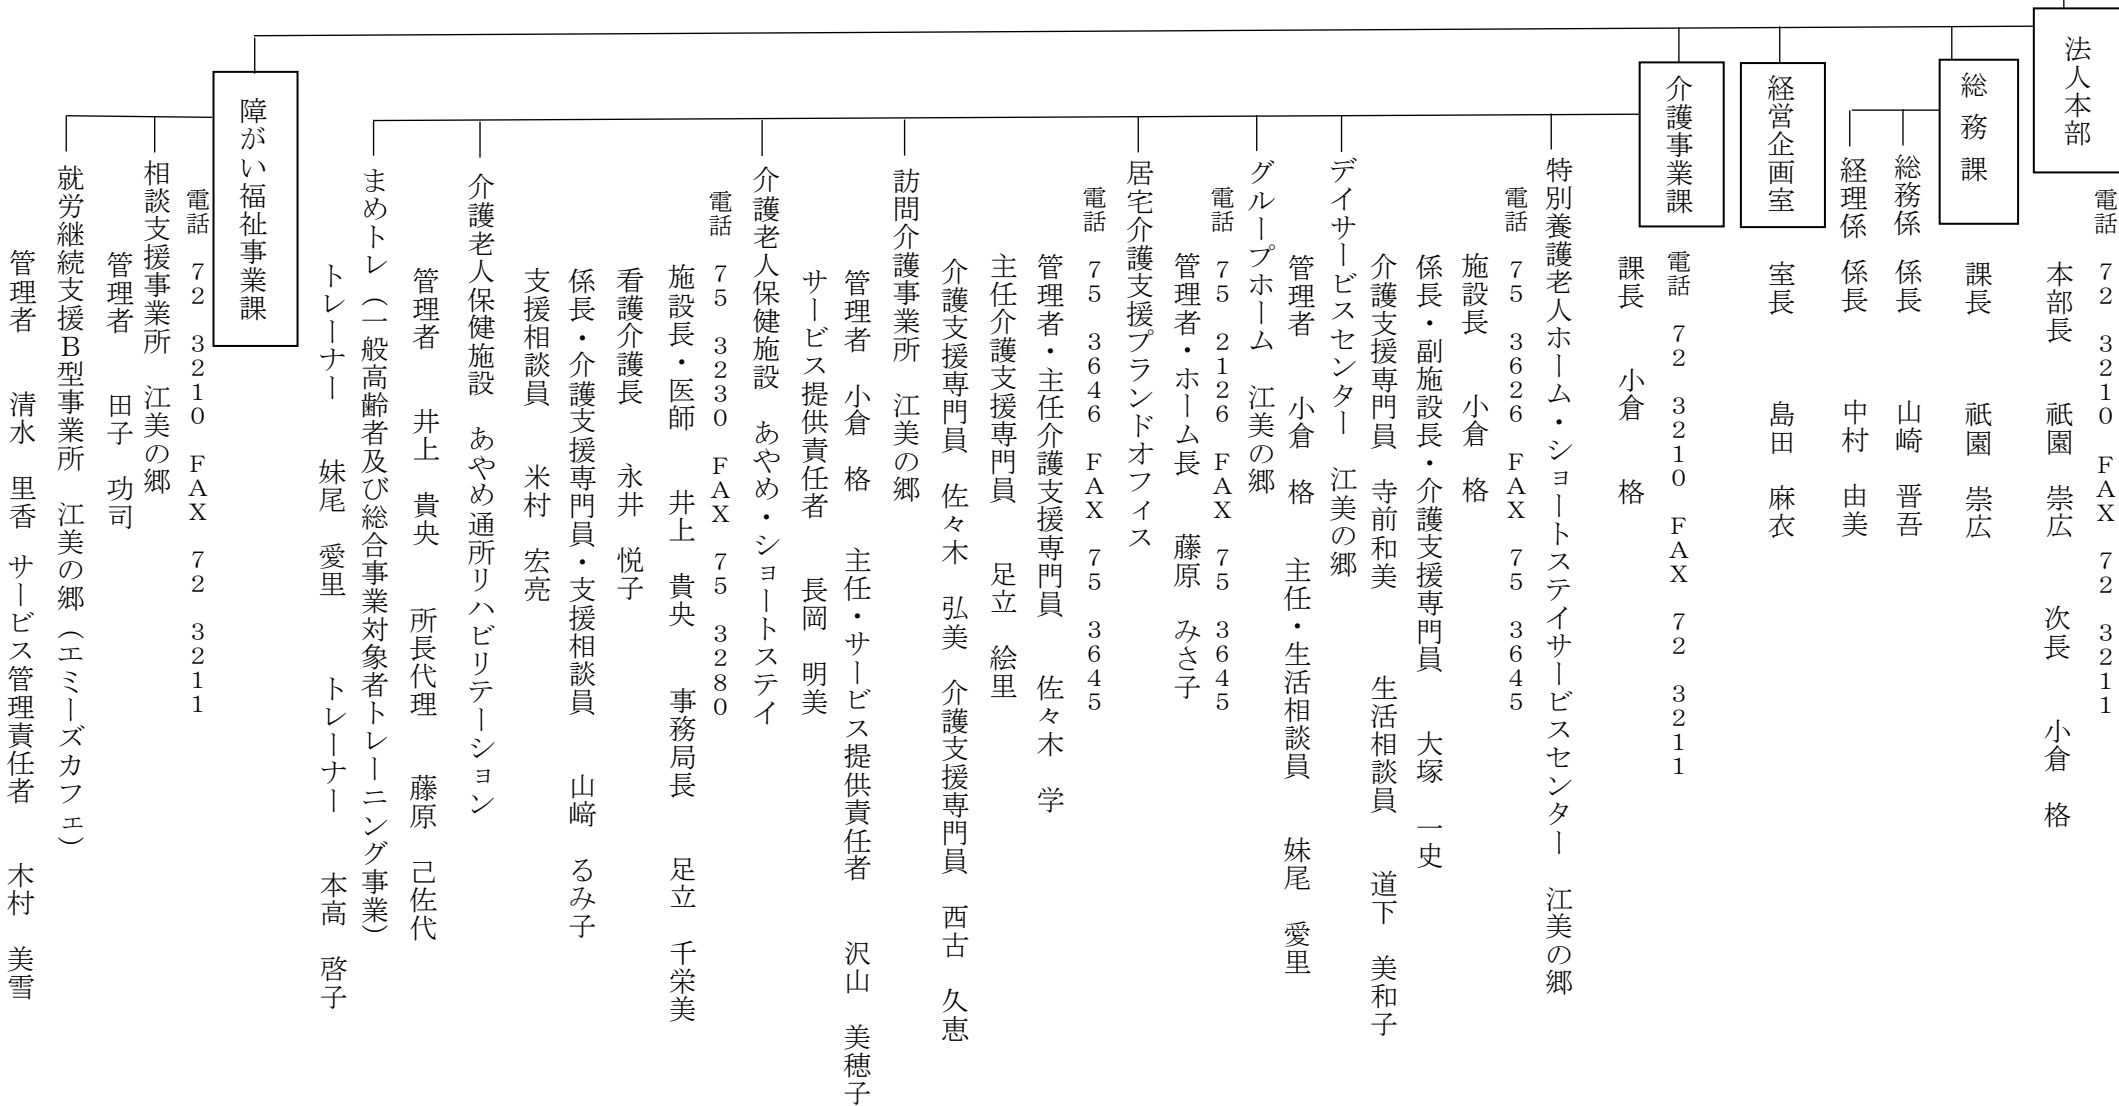 法人本部
電話　７２　３２１０　ＦＡＸ　７２　３２１１
本部長　祇園　崇広　次長　小倉　格
総務課
課長　祇園　崇広
総務係　係長　山崎　晋吾
経理係　係長　中村　由美
経営企画室
室長　島田　麻衣
介護事業課
電話　７２　３２１０　ＦＡＸ　７２　３２１１
課長　小倉　格
特別養護老人ホーム・ショートステイサービスセンター　江美の郷
電話　７５　３６２６　ＦＡＸ　７５　３６４５
施設長　小倉　格
係長・副施設長・介護支援専門員　大塚　一史
介護支援専門員　寺前和美　生活相談員　道下　美和子
デイサービスセンター　江美の郷
管理者　小倉　格　主任・生活相談員　妹尾　愛里
グループホーム　江美の郷
電話　７５　２１２６　ＦＡＸ　７５　３６４５
管理者・ホーム長　藤原　みさ子
居宅介護支援プランドオフィス
電話　７５　３６４６　ＦＡＸ　７５　３６４５
管理者・主任介護支援専門員　佐々木　学
主任介護支援専門員　足立　絵里
介護支援専門員　佐々木　弘美　介護支援専門員　西古　久恵
訪問介護事業所　江美の郷
管理者　小倉　格　主任・サービス提供責任者　沢山　美穂子
サービス提供責任者　長岡　明美
介護老人保健施設　あやめ・ショートステイ
電話　７５　３２３０　ＦＡＸ　７５　３２８０
施設長・医師　井上　貴央　事務局長　足立　千栄美
看護介護長　永井　悦子
係長・介護支援専門員・支援相談員　山﨑　るみ子
支援相談員　米村　宏亮
介護老人保健施設　あやめ通所リハビリテーション
管理者　井上　貴央　所長代理　藤原　己佐代
まめトレ（一般高齢者及び総合事業対象者トレーニング事業）
トレーナー　妹尾　愛里　トレーナー　本高　啓子
障がい福祉事業課
電話　７２　３２１０　ＦＡＸ　７２　３２１１
相談支援事業所　江美の郷
管理者　田子　功司
就労継続支援Ｂ型事業所　江美の郷（エミーズカフェ）
管理者　清水　里香　サービス管理責任者　木村　美雪